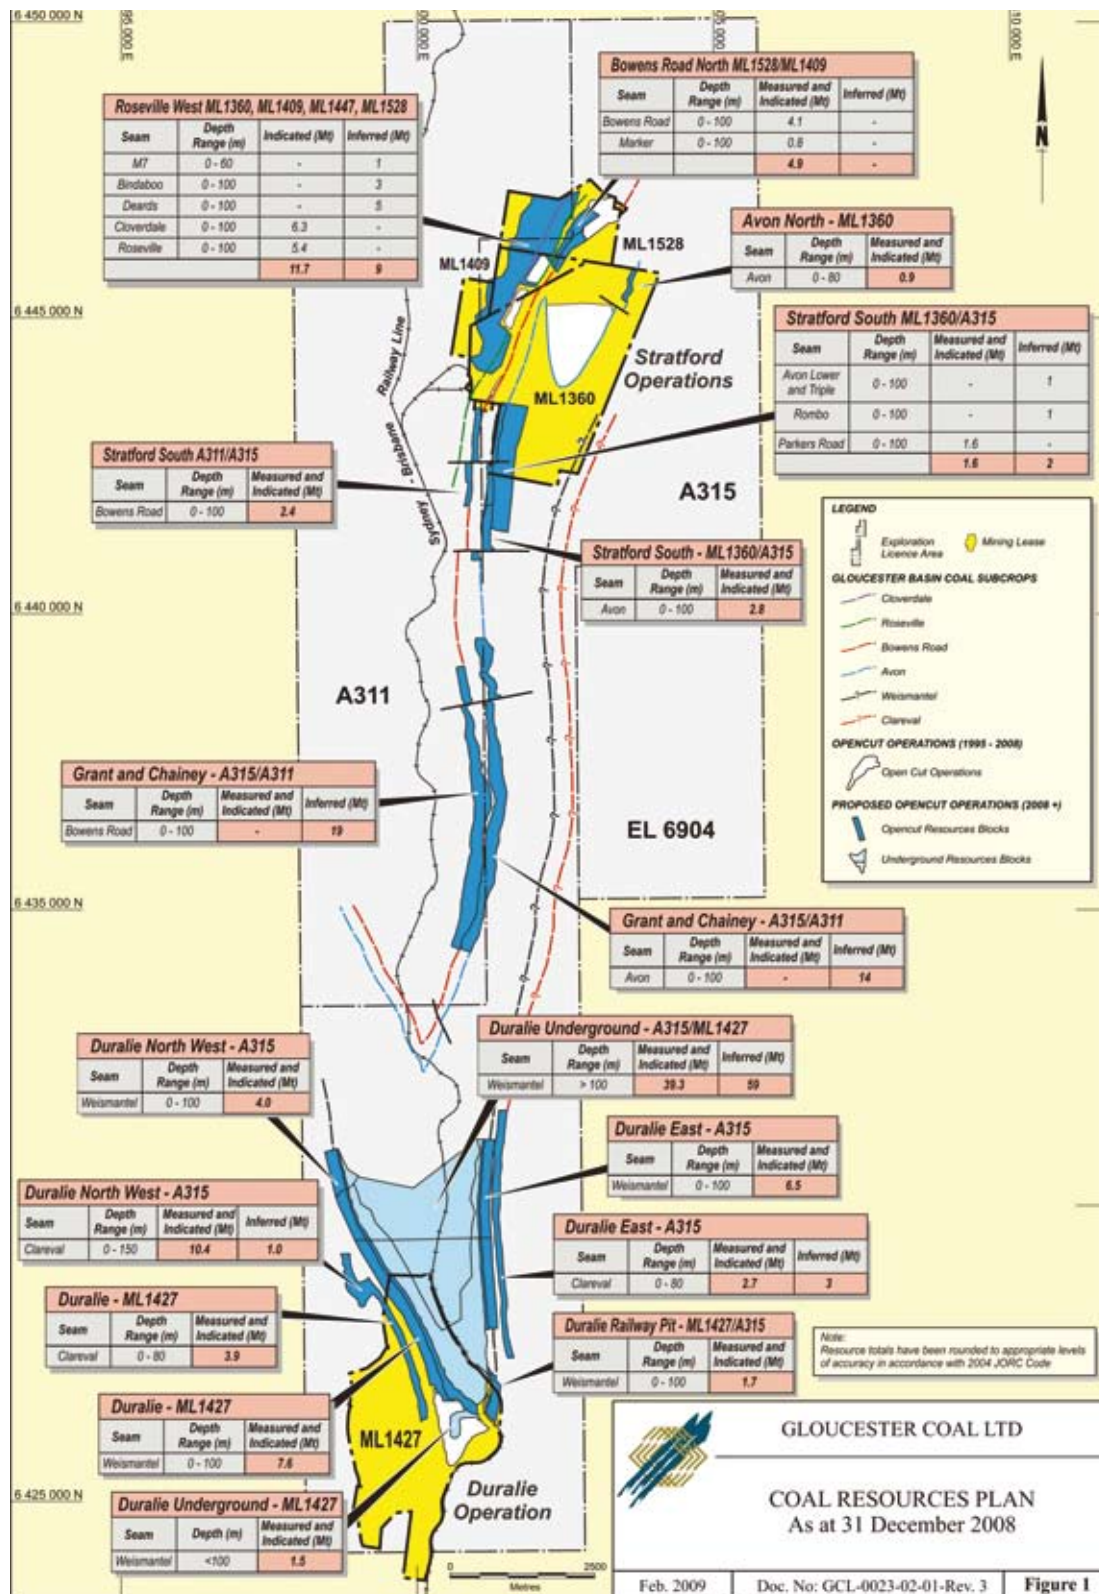 6 450 000 N
00,000 E
05,000 E
10,000 E
N
Bowens Road North ML1528/ML1409
Seam Depth Range (m) Measured and Indicated (Mt) Inferred (Mt)
Bowens Road 0 - 100 4.1 -
Marker 0 - 100 0.8 -
4.9 -
Roseville West ML1360, ML1409, ML1447, ML1528
Seam Depth Range (m) Indicated (Mt) Inferred (Mt)
M7 0 - 60 - 1
Bindaboo 0 - 100 - 3
Deards 0 - 100 - 5
Cloverdale 0 - 100 6.3 -
Roseville 0 - 100 5.4 -
11.7 9
Avon North - ML1360
Seam Depth Range (m) Measured and Indicated (Mt)
Avon 0 - 80 0.9
ML1528
ML1409
6 445 000 N
Stratford South ML1360/A315
Seam Depth Range (m) Measured and Indicated (Mt) Inferred (Mt)
Avon Lower and Triple 0 - 100 - 1
Rombo 0 - 100 - 1
Parkers Road 0 - 100 1.6 -
1.6 2
Stratford
Operations
ML1360
Sydney - Brisbane Railway Line
Stratford South A311/A315
Seam Depth Range (m) Measured and Indicated (Mt)
Bowens Road 0 - 100 2.4
A315
Stratford South - ML1360/A315
Seam Depth Range (m) Measured and Indicated (Mt)
Avon 0 - 100 2.8
6 440 000 N
LEGEND
Exploration Licence Area
Mining Lease
GLOUCESTER BASIN COAL SUBCROPS
Cloverdale
Roseville
Bowens Road
Avon
Weismantel
Clareval
OPENCUT OPERATIONS (1995 - 2008)
Open Cut Operations
PROPOSED OPENCUT OPERATIONS (2008 +)
Opencut Resources Blocks
Underground Resources Blocks
A311
Grant and Chainey - A315/A311
Seam Depth Range (m) Measured and Indicated (Mt) Inferred (Mt)
Bowens Road 0 - 100 - 19
EL 6904
6 435 000 N
Grant and Chainey - A315/A311
Seam Depth Range (m) Measured and Indicated (Mt) Inferred (Mt)
Avon 0 - 100 - 14
Duralie Underground - A315/ML1427
Seam Depth Range (m) Measured and Indicated (Mt) Inferred (Mt)
Weismantel > 100 39.3 59
Duralie North West - A315
Seam Depth Range (m) Measured and Indicated (Mt)
Weismantel 0 - 100 4.0
Duralie East - A315
Seam Depth Range (m) Measured and Indicated (Mt)
Weismantel 0 - 100 6.5
Duralie North West - A315
Seam Depth Range (m) Measured and Indicated (Mt) Inferred (Mt)
Clareval 0 - 150 10.4 1.0
Duralie East - A315
Seam Depth Range (m) Measured and Indicated (Mt) Inferred (Mt)
Clareval 0 - 80 2.7 3
Duralie - ML1427
Seam Depth Range (m) Measured and Indicated (Mt)
Clareval 0 - 80 3.9
Duralie Railway Pit - ML1427/A315
Seam Depth Range (m) Measured and Indicated (Mt)
Weismantel 0 - 100 1.7
Note:
Resource totals have been rounded to appropriate levels
of accuracy in accordance with 2004 JORC Code
Duralie - ML1427
Seam Depth Range (m) Measured and Indicated (Mt)
Weismantel 0 - 100 7.6
ML1427
6 425 000 N
Duralie
Operation
Duralie Underground - ML1427
Seam Depth (m) Measured and Indicated (Mt)
Weismantel <100 1.5
0 2500
Metres
GLOUCESTER COAL LTD
COAL RESOURCES PLAN
As at 31 December 2008
Feb. 2009 Doc. No: GCL-0023-02-01-Rev. 3 Figure 1